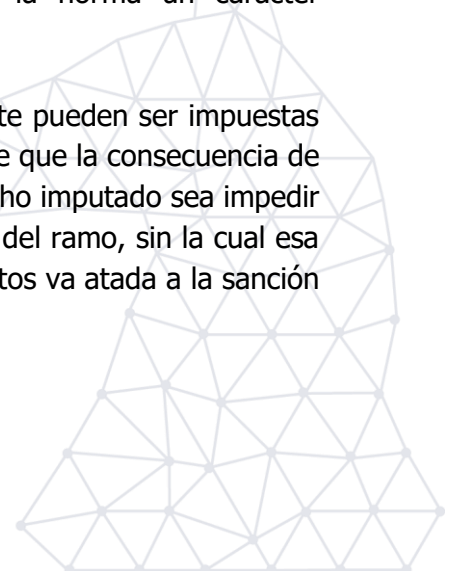 la norma un carácter
te pueden ser impuestas
e que la consecuencia de
ho imputado sea impedir
del ramo, sin la cual esa
tos va atada a la sanción